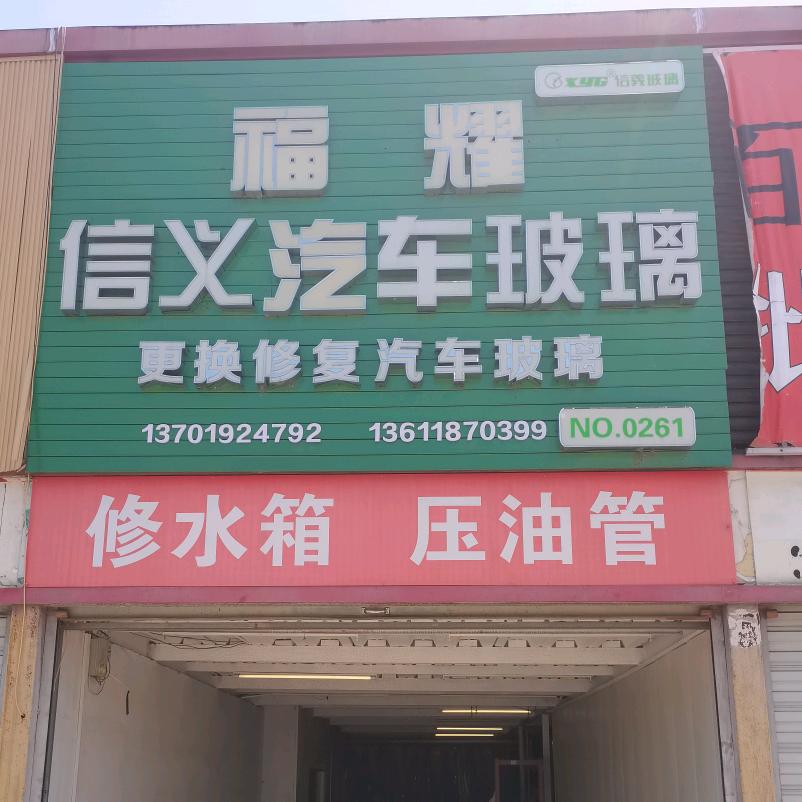 XYG®信義玻璃
福耀
信义汽车玻璃
更换修复汽车玻璃
13701924792 13611870399 NO.0261
修水箱 压油管